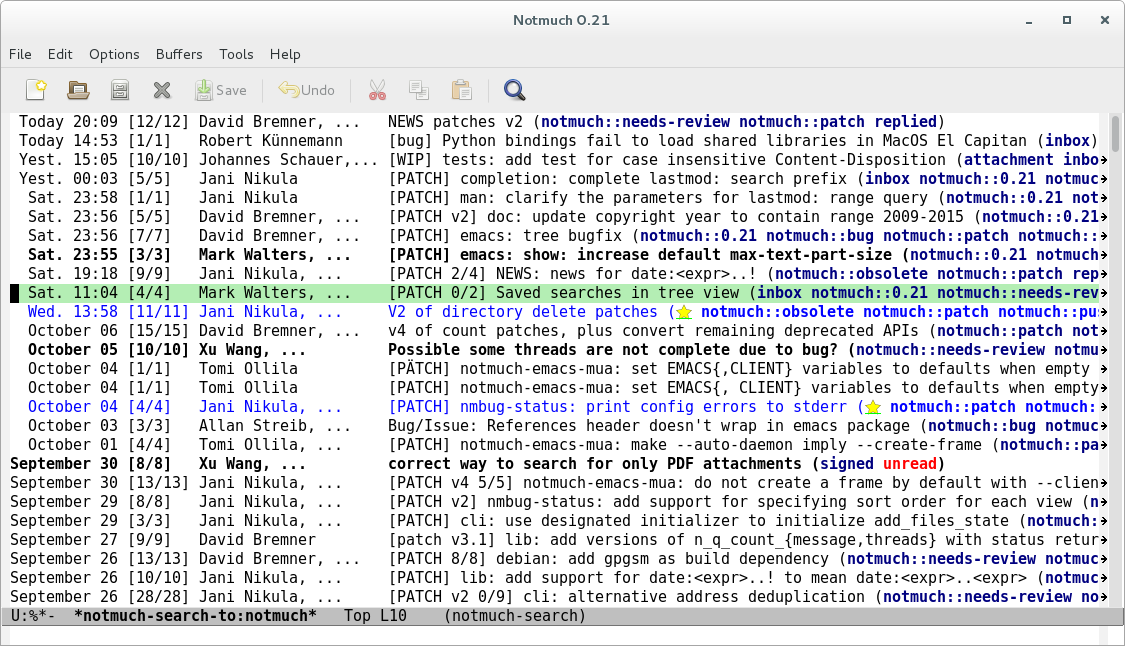 Notmuch 0.21
File Edit Options Buffers Tools Help
Save Undo
Today 20:09 [12/12] David Bremner, ... NEWS patches v2 (notmuch::needs-review notmuch::patch replied)
Today 14:53 [1/1] Robert Künnemann [bug] Python bindings fail to load shared libraries in MacOS El Capitan (inbox)
Yest. 15:05 [10/10] Johannes Schauer,... [WIP] tests: add test for case insensitive Content-Disposition (attachment inbo
Yest. 00:03 [5/5] Jani Nikula [PATCH] completion: complete lastmod: search prefix (inbox notmuch::0.21 notmuc
Sat. 23:58 [1/1] Jani Nikula [PATCH] man: clarify the parameters for lastmod: range query (notmuch::0.21 not
Sat. 23:56 [5/5] David Bremner, ... [PATCH v2] doc: update copyright year to contain range 2009-2015 (notmuch::0.21
Sat. 23:56 [7/7] David Bremner, ... [PATCH] emacs: tree bugfix (notmuch::0.21 notmuch::bug notmuch::patch notmuch::
Sat. 23:55 [3/3] Mark Walters, ... [PATCH] emacs: show: increase default max-text-part-size (notmuch::0.21 notmuch
Sat. 19:18 [9/9] Jani Nikula, ... [PATCH 2/4] NEWS: news for date:<expr>..! (notmuch::obsolete notmuch::patch rep
Sat. 11:04 [4/4] Mark Walters, ... [PATCH 0/2] Saved searches in tree view (inbox notmuch::0.21 notmuch::needs-rev
Wed. 13:58 [11/11] Jani Nikula, ... V2 of directory delete patches (notmuch::obsolete notmuch::patch notmuch::pu
October 06 [15/15] David Bremner, ... v4 of count patches, plus convert remaining deprecated APIs (notmuch::patch not
October 05 [10/10] Xu Wang, ... Possible some threads are not complete due to bug? (notmuch::needs-review notmu
October 04 [1/1] Tomi Ollila [PÄTCH] notmuch-emacs-mua: set EMACS{,CLIENT} variables to defaults when empty
October 04 [1/1] Tomi Ollila [PATCH] notmuch-emacs-mua: set EMACS{, CLIENT} variables to defaults when empty
October 04 [4/4] Jani Nikula, ... [PATCH] nmbug-status: print config errors to stderr (notmuch::patch notmuch:
October 03 [3/3] Allan Streib, ... Bug/Issue: References header doesn't wrap in emacs package (notmuch::bug notmuc
October 01 [4/4] Tomi Ollila, ... [PATCH] notmuch-emacs-mua: make --auto-daemon imply --create-frame (notmuch::pa
September 30 [8/8] Xu Wang, ... correct way to search for only PDF attachments (signed unread)
September 30 [13/13] Jani Nikula, ... [PATCH v4 5/5] notmuch-emacs-mua: do not create a frame by default with --clien
September 29 [8/8] Jani Nikula, ... [PATCH v2] nmbug-status: add support for specifying sort order for each view (n
September 29 [3/3] Jani Nikula, ... [PATCH] cli: use designated initializer to initialize add_files_state (notmuch:
September 27 [9/9] David Bremner [patch v3.1] lib: add versions of n_q_count_{message,threads} with status retur
September 26 [13/13] David Bremner, ... [PATCH 8/8] debian: add gpgsm as build dependency (notmuch::needs-review notmuc
September 26 [10/10] Jani Nikula, ... [PATCH] lib: add support for date:<expr>..! to mean date:<expr>..<expr> (notmuc
September 26 [28/28] Jani Nikula, ... [PATCH v2 0/9] cli: alternative address deduplication (notmuch::needs-review no
U:%*- *notmuch-search-to:notmuch* Top L10 (notmuch-search)